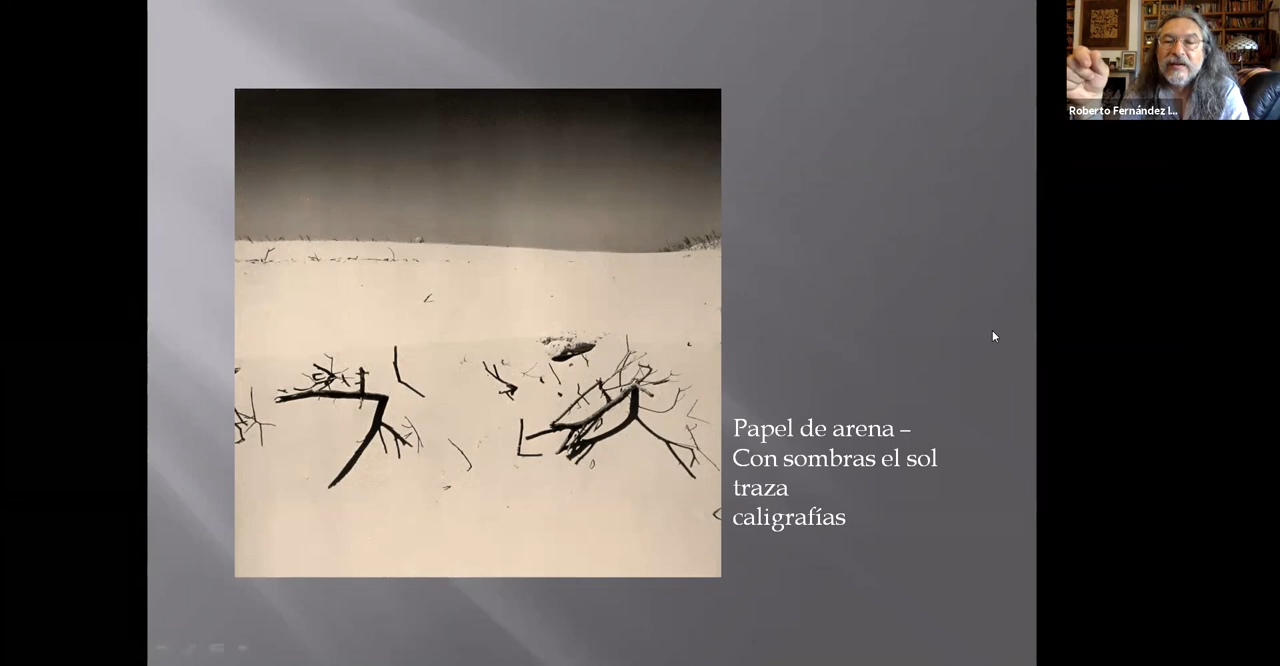 Papel de arena –
Con sombras el sol
traza
caligrafías
Roberto Fernández I...